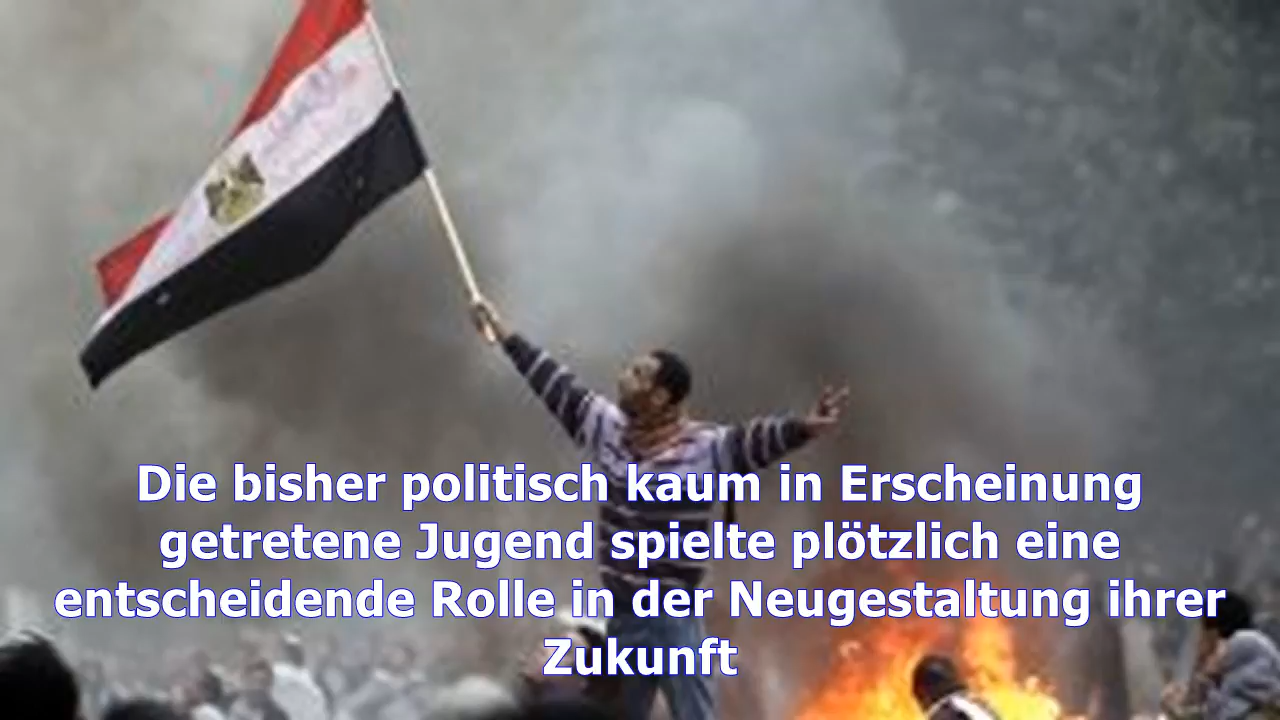 Die bisher politisch kaum in Erscheinung
getretene Jugend spielte plötzlich eine
entscheidende Rolle in der Neugestaltung ihrer
Zukunft